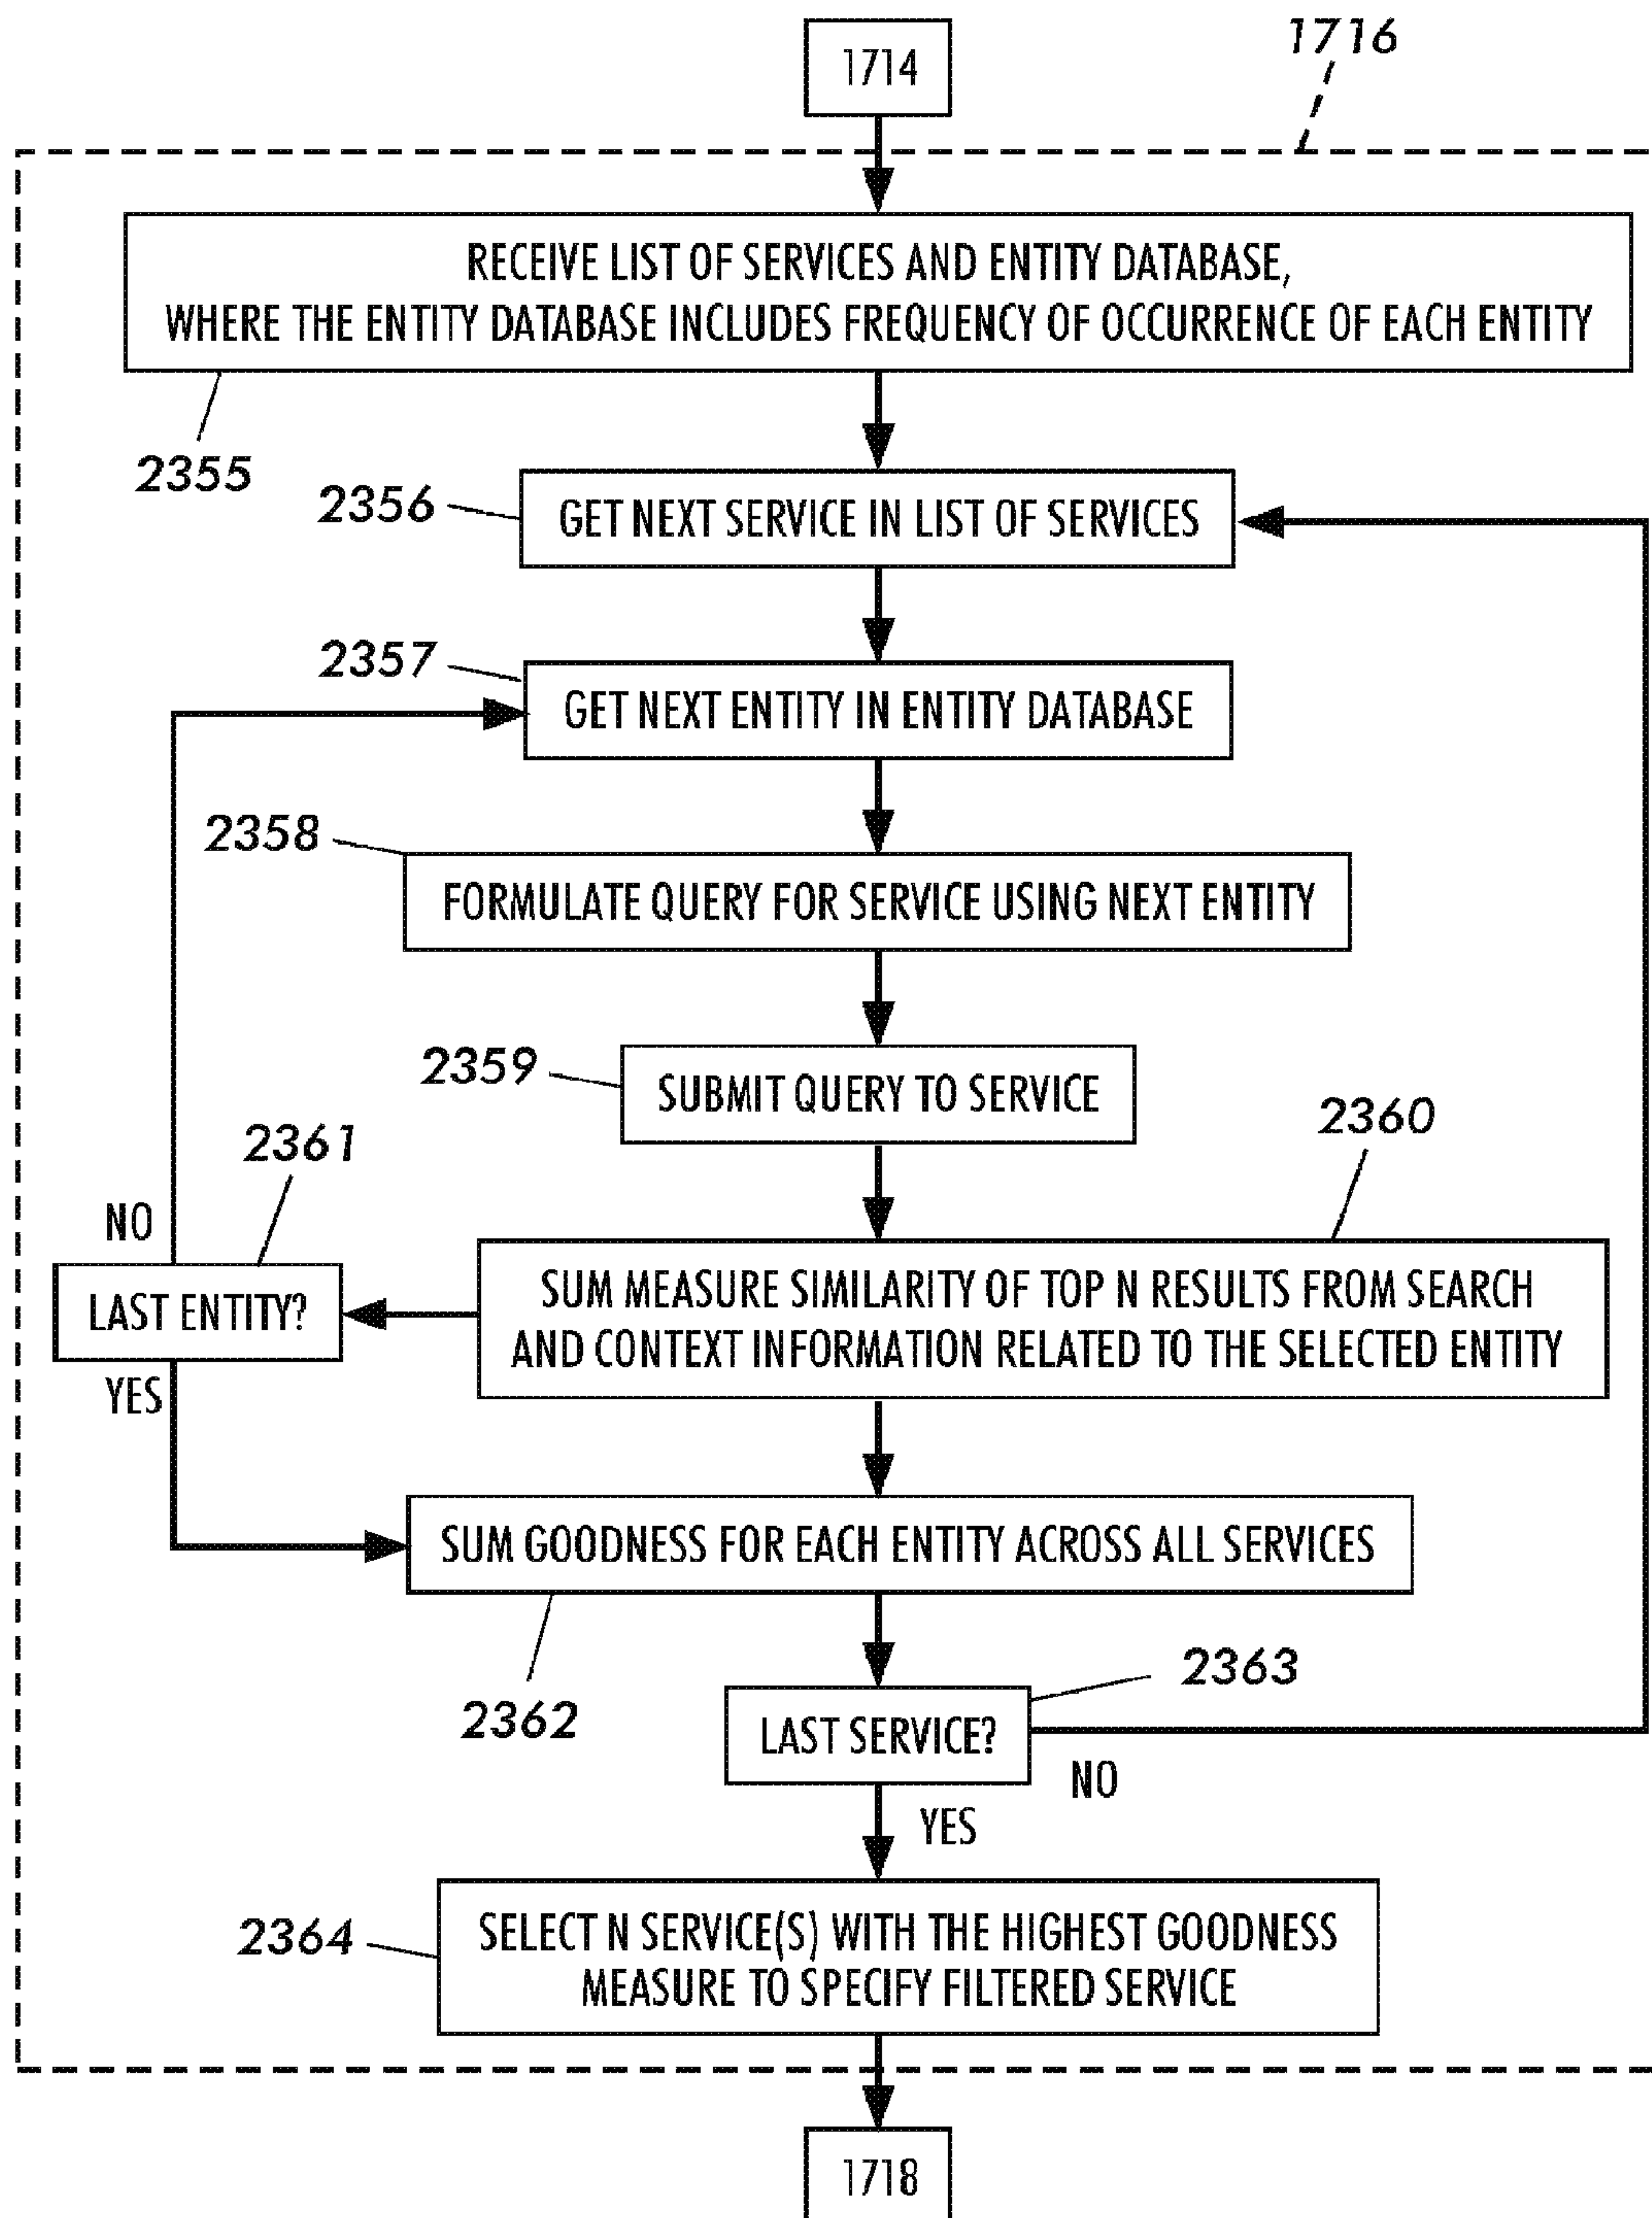 1714
1716
RECEIVE LIST OF SERVICES AND ENTITY DATABASE,
WHERE THE ENTITY DATABASE INCLUDES FREQUENCY OF OCCURRENCE OF EACH ENTITY
2355
2356
GET NEXT SERVICE IN LIST OF SERVICES
2357
GET NEXT ENTITY IN ENTITY DATABASE
2358
FORMULATE QUERY FOR SERVICE USING NEXT ENTITY
2359
SUBMIT QUERY TO SERVICE
2360
2361
NO
LAST ENTITY?
YES
SUM MEASURE SIMILARITY OF TOP N RESULTS FROM SEARCH
AND CONTEXT INFORMATION RELATED TO THE SELECTED ENTITY
SUM GOODNESS FOR EACH ENTITY ACROSS ALL SERVICES
2362
2363
LAST SERVICE?
NO
YES
2364
SELECT N SERVICE(S) WITH THE HIGHEST GOODNESS
MEASURE TO SPECIFY FILTERED SERVICE
1718